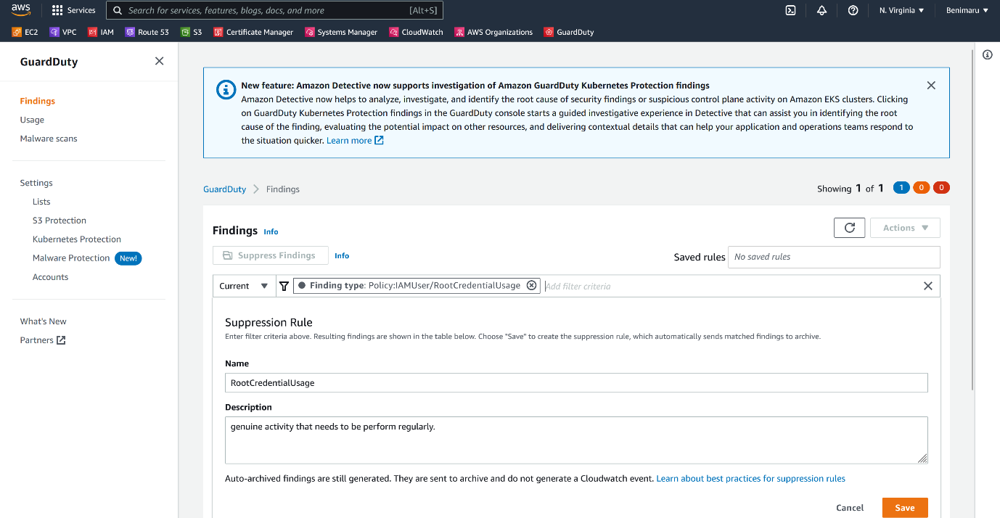 aws
Services
Search for services, features, blogs, docs, and more
[Alt+S]
N. Virginia
Benimaru
EC2
VPC
IAM
Route 53
S3
Certificate Manager
Systems Manager
CloudWatch
AWS Organizations
GuardDuty
GuardDuty
Findings
Usage
Malware scans
Settings
Lists
S3 Protection
Kubernetes Protection
Malware Protection New!
Accounts
What's New
Partners
New feature: Amazon Detective now supports investigation of Amazon GuardDuty Kubernetes Protection findings
Amazon Detective now helps to analyze, investigate, and identify the root cause of security findings or suspicious control plane activity on Amazon EKS clusters. Clicking
on GuardDuty Kubernetes Protection findings in the GuardDuty console starts a guided investigative experience in Detective that can assist you in identifying the root
cause of the finding, evaluating the potential impact on other resources, and delivering contextual details that can help your application and operations teams respond to
the situation quicker. Learn more
GuardDuty
Findings
Showing 1 of 1
1
0
0
Findings Info
Actions
Suppress Findings
Info
Saved rules
No saved rules
Current
Finding type: Policy:IAMUser/RootCredentialUsage
Add filter criteria
Suppression Rule
Enter filter criteria above. Resulting findings are shown in the table below. Choose "Save" to create the suppression rule, which automatically sends matched findings to archive.
Name
RootCredentialUsage
Description
genuine activity that needs to be perform regularly.
Auto-archived findings are still generated. They are sent to archive and do not generate a Cloudwatch event. Learn about best practices for suppression rules
Cancel
Save